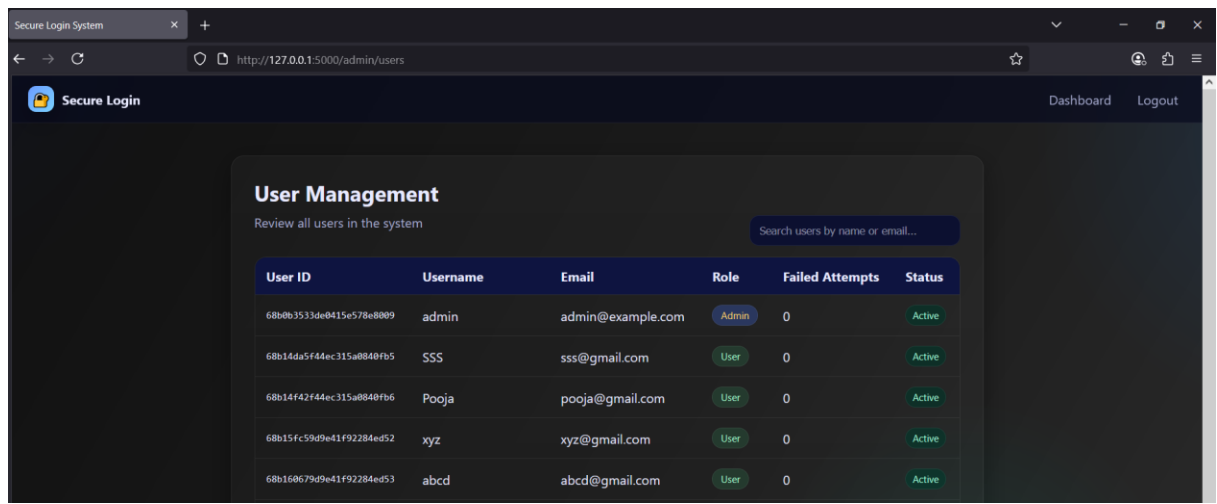 Secure Login System
http://127.0.0.1:5000/admin/users
Secure Login Dashboard Logout
User Management
Review all users in the system
Search users by name or email...
User ID Username Email Role Failed Attempts Status
68b0b3533de0415e578e8009 admin admin@example.com Admin 0 Active
68b14da5f44ec315a0840fb5 SSS sss@gmail.com User 0 Active
68b14f42f44ec315a0840fb6 Pooja pooja@gmail.com User 0 Active
68b15fc59d9e41f92284ed52 xyz xyz@gmail.com User 0 Active
68b160679d9e41f92284ed53 abcd abcd@gmail.com User 0 Active